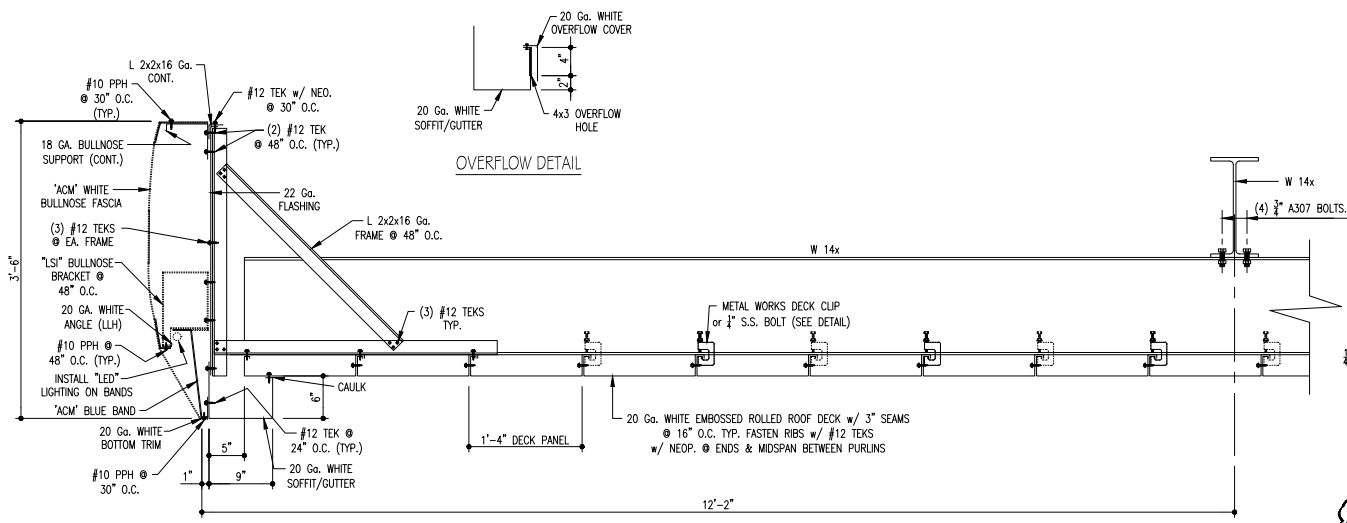 20 Ga. WHITE
OVERFLOW COVER
4"
2"
20 Ga. WHITE
SOFFIT/GUTTER
4x3 OVERFLOW
HOLE
OVERFLOW DETAIL
L 2x2x16 Ga.
CONT.
#10 PPH
@ 30" O.C.
(TYP.)
#12 TEK w/ NEO.
@ 30" O.C.
(2) #12 TEK
@ 48" O.C. (TYP.)
18 GA. BULLNOSE
SUPPORT (CONT.)
'ACM' WHITE
BULLNOSE FASCIA
22 Ga.
FLASHING
L 2x2x16 Ga.
FRAME @ 48" O.C.
(3) #12 TEKS
@ EA. FRAME
3'-6"
"LSI" BULLNOSE
BRACKET @
48" O.C.
20 GA. WHITE
ANGLE (LLH)
#10 PPH @
48" O.C. (TYP.)
INSTALL "LED"
LIGHTING ON BANDS
'ACM' BLUE BAND
20 Ga. WHITE
BOTTOM TRIM
#10 PPH @
30" O.C.
(3) #12 TEKS
TYP.
CAULK
6"
#12 TEK @
24" O.C. (TYP.)
5"
1"
9"
20 Ga. WHITE
SOFFIT/GUTTER
W 14x
W 14x
(4) 3/4" A307 BOLTS.
METAL WORKS DECK CLIP
or 1/4" S.S. BOLT (SEE DETAIL)
1'-4" DECK PANEL
20 Ga. WHITE EMBOSSED ROLLED ROOF DECK w/ 3" SEAMS
@ 16" O.C. TYP. FASTEN RIBS w/ #12 TEKS
w/ NEOP. @ ENDS & MIDSPAN BETWEEN PURLINS
12'-2"